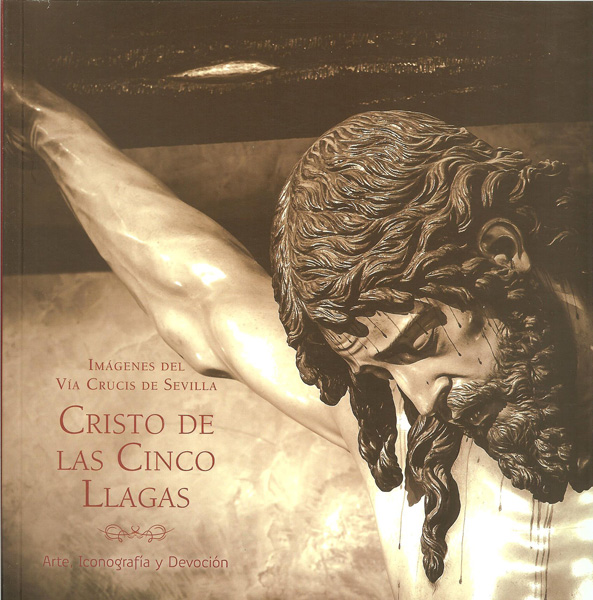 IMÁGENES DEL
VÍA CRUCIS DE SEVILLA
CRISTO DE
LAS CINCO
LLAGAS
Arte, Iconografía y Devoción